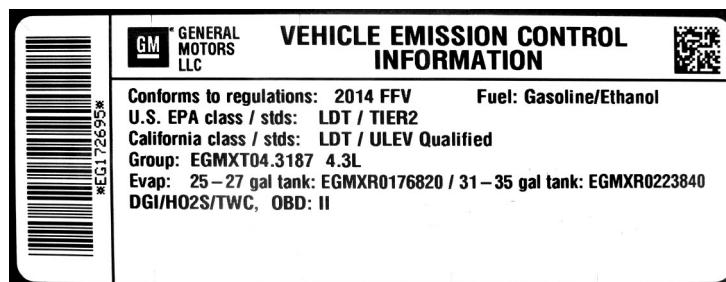 *EG172695*
GM
GENERAL
MOTORS
LLC
VEHICLE EMISSION CONTROL
INFORMATION
Conforms to regulations: 2014 FFV Fuel: Gasoline/Ethanol
U.S. EPA class / stds: LDT / TIER2
California class / stds: LDT / ULEV Qualified
Group: EGMXT04.3187 4.3L
Evap: 25-27 gal tank: EGMXR0176820 / 31-35 gal tank: EGMXR0223840
DGI/HO2S/TWC, OBD: II